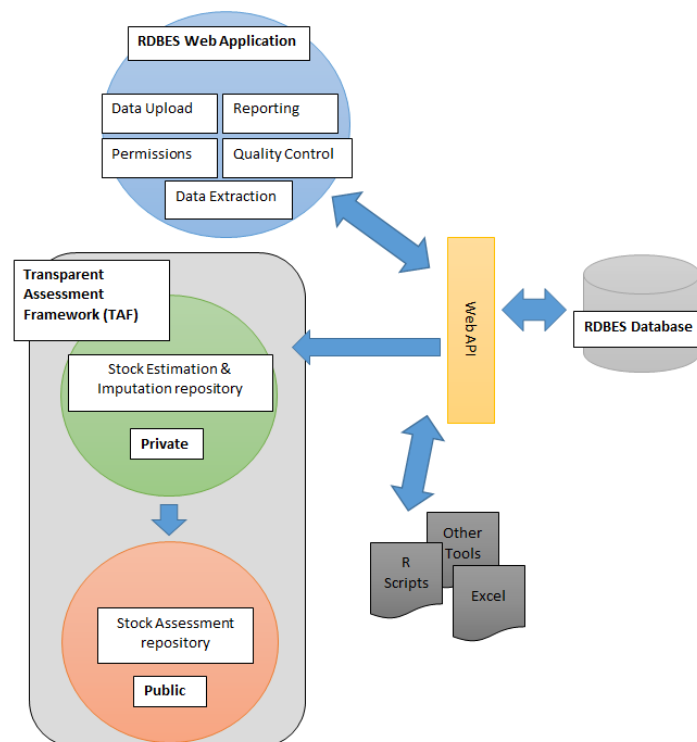 RDBES Web Application
Data Upload
Reporting
Permissions
Quality Control
Data Extraction
Transparent
Assessment
Framework (TAF)
Stock Estimation &
Imputation repository
Private
Web API
RDBES Database
Other
Tools
R
Scripts
Excel
Stock Assessment
repository
Public